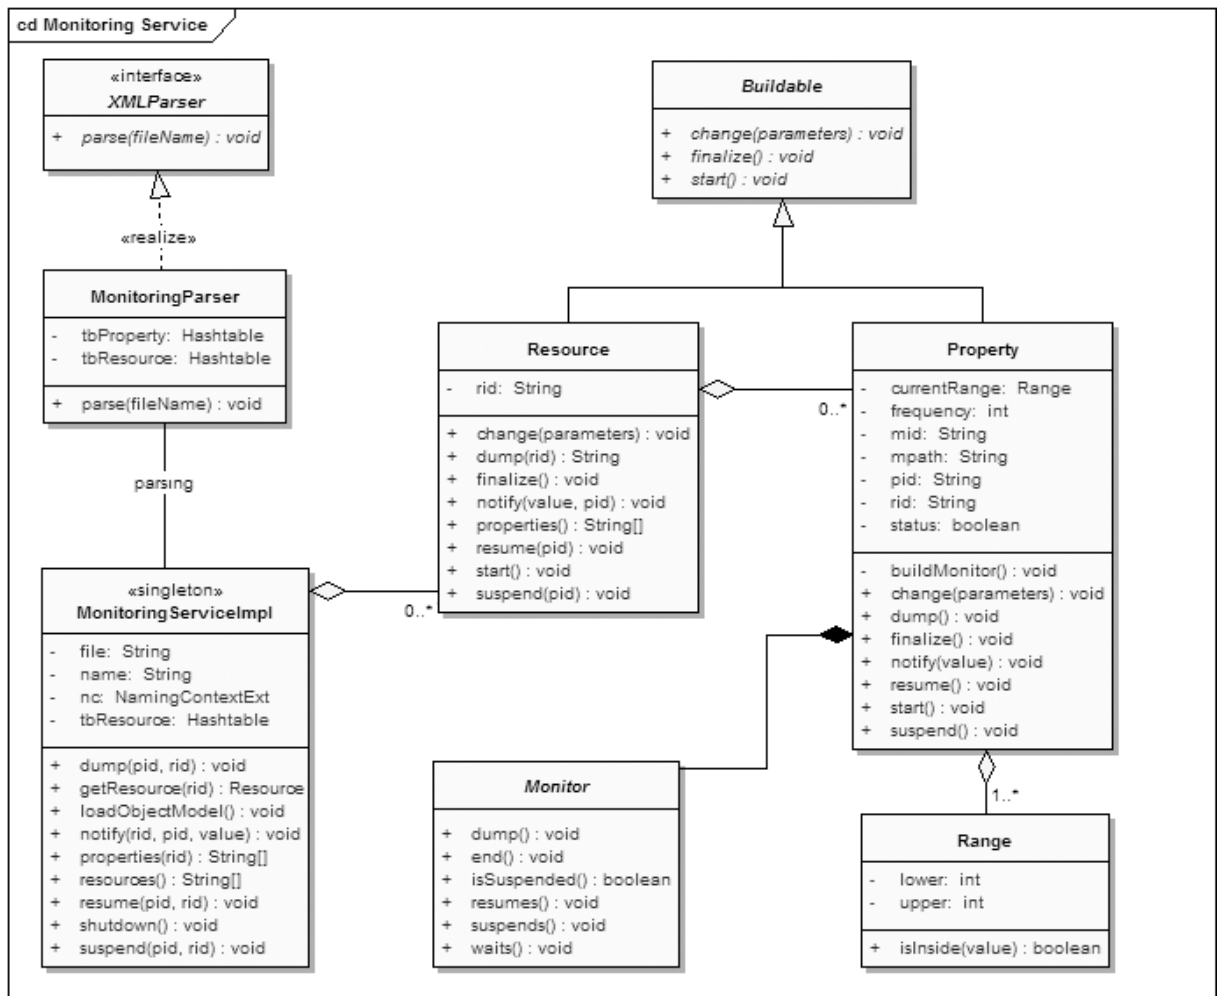 cd Monitoring Service
«interface»
XMLParser
+ parse(fileName) : void
«realize»
MonitoringParser
- tbProperty: Hashtable
- tbResource: Hashtable
+ parse(fileName) : void
parsing
«singleton»
MonitoringServiceImpl
- file: String
- name: String
- nc: NamingContextExt
- tbResource: Hashtable
+ dump(pid, rid) : void
+ getResource(rid) : Resource
+ loadObjectModel() : void
+ notify(rid, pid, value) : void
+ properties(rid) : String[]
+ resources() : String[]
+ resume(pid, rid) : void
+ shutdown() : void
+ suspend(pid, rid) : void
Buildable
+ change(parameters) : void
+ finalize() : void
+ start() : void
Resource
- rid: String
+ change(parameters) : void
+ dump(rid) : String
+ finalize() : void
+ notify(value, pid) : void
+ properties() : String[]
+ resume(pid) : void
+ start() : void
+ suspend(pid) : void
0..*
0..*
Property
- currentRange: Range
- frequency: int
- mid: String
- mpath: String
- pid: String
- rid: String
- status: boolean
- buildMonitor() : void
+ change(parameters) : void
+ dump() : void
+ finalize() : void
+ notify(value) : void
+ resume() : void
+ start() : void
+ suspend() : void
Monitor
+ dump() : void
+ end() : void
+ isSuspended() : boolean
+ resumes() : void
+ suspends() : void
+ waits() : void
1..*
Range
- lower: int
- upper: int
+ isInside(value) : boolean